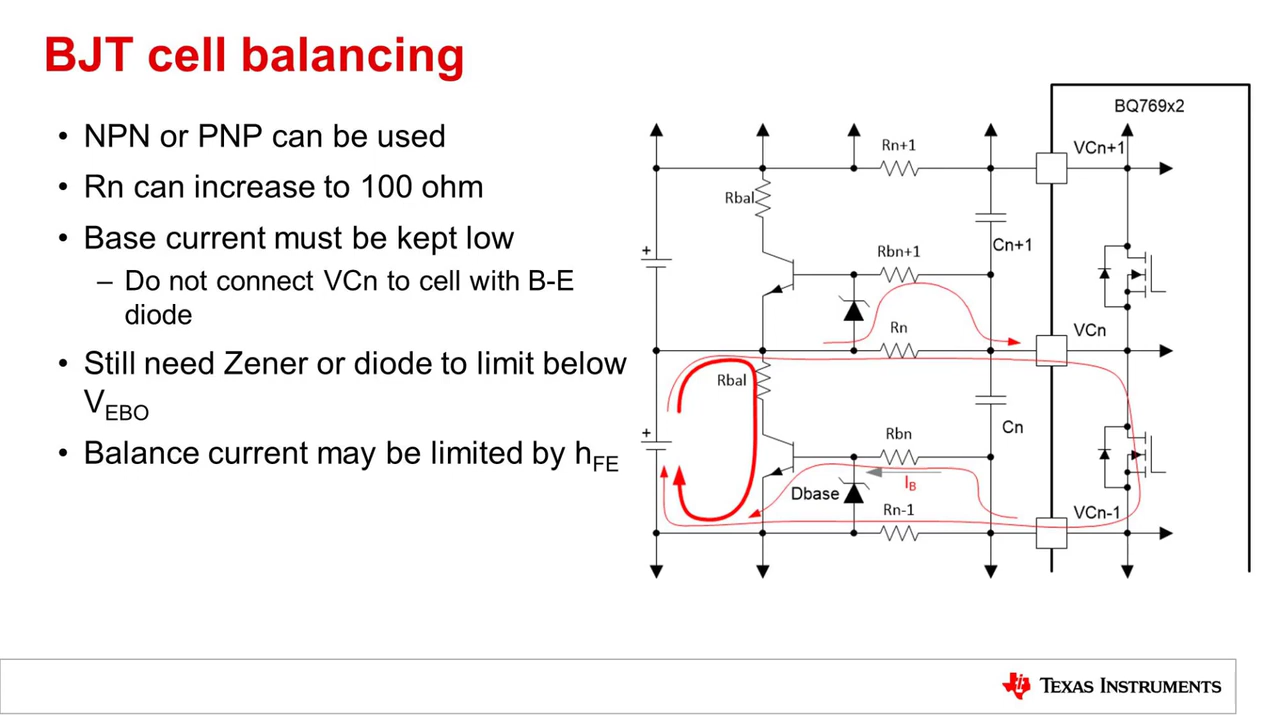 BJT cell balancing
• NPN or PNP can be used
• Rn can increase to 100 ohm
• Base current must be kept low
– Do not connect VCn to cell with B-E
diode
• Still need Zener or diode to limit below
VEBO
• Balance current may be limited by hFE
BQ769x2
Rn+1
VCn+1
Rbal
+
Rbn+1
Cn+1
Rn
VCn
Rbal
+
Rbn
Cn
IB
Dbase
Rn-1
VCn-1
TEXAS INSTRUMENTS